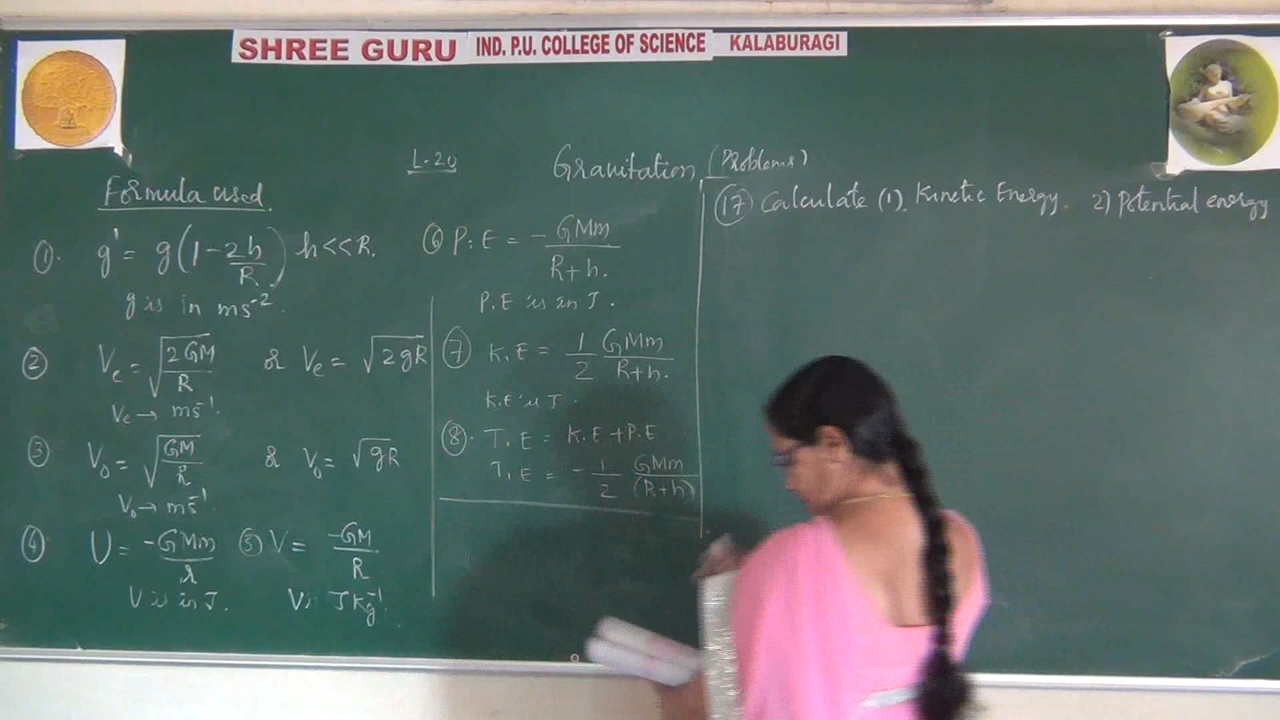 SHREE GURU IND. P.U. COLLEGE OF SCIENCE KALABURAGI
L-20
Gravitation (Problems)
Formula used
①. g' = g(1 - 2h/R) h<<R.
g is in ms⁻².
② Ve = √(2GM/R) & Ve = √2gR
Ve → ms⁻¹.
③ V₀ = √(GM/R) & V₀ = √gR
V₀ → ms⁻¹.
④ U = -GMm/r
U is in J.
⑤ V = -GM/R
V is JKg⁻¹
⑥ P.E = - GMm/R+h.
P.E is in J.
⑦ K.E = 1/2 GMm/R+h.
K.E is J.
⑧. T.E = K.E + P.E
T.E = - 1/2 GMm/(R+h)
⑰ Calculate (1). Kinetic Energy. 2) Potential energy